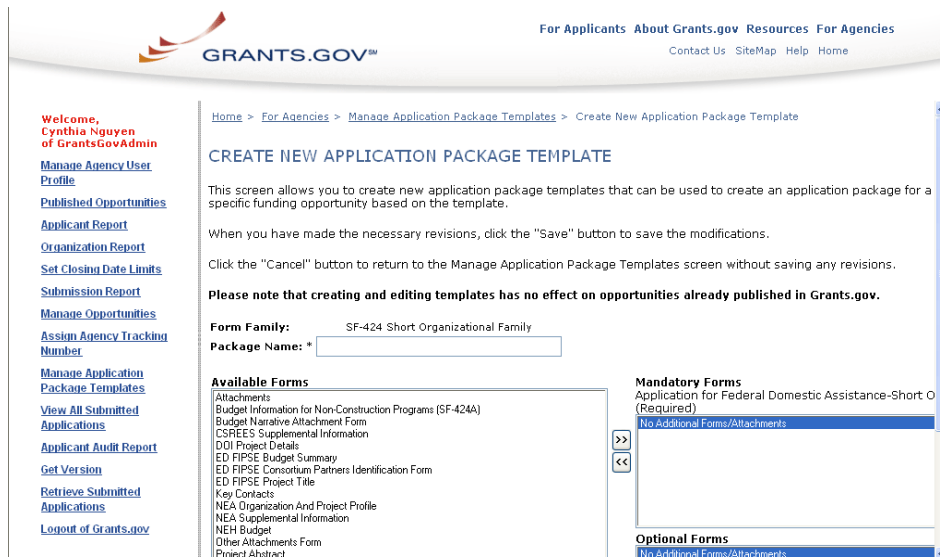 For Applicants About Grants.gov Resources For Agencies
GRANTS.GOV℠
Contact Us SiteMap Help Home
Welcome,
Cynthia Nguyen
of GrantsGovAdmin
Manage Agency User
Profile
Published Opportunities
Applicant Report
Organization Report
Set Closing Date Limits
Submission Report
Manage Opportunities
Assign Agency Tracking
Number
Manage Application
Package Templates
View All Submitted
Applications
Applicant Audit Report
Get Version
Retrieve Submitted
Applications
Logout of Grants.gov
Home > For Agencies > Manage Application Package Templates > Create New Application Package Template
CREATE NEW APPLICATION PACKAGE TEMPLATE
This screen allows you to create new application package templates that can be used to create an application package for a
specific funding opportunity based on the template.
When you have made the necessary revisions, click the "Save" button to save the modifications.
Click the "Cancel" button to return to the Manage Application Package Templates screen without saving any revisions.
Please note that creating and editing templates has no effect on opportunities already published in Grants.gov.
Form Family: SF-424 Short Organizational Family
Package Name: *
Available Forms
Attachments
Budget Information for Non-Construction Programs (SF-424A)
Budget Narrative Attachment Form
CSREES Supplemental Information
DOI Project Details
ED FIPSE Budget Summary
ED FIPSE Consortium Partners Identification Form
ED FIPSE Project Title
Key Contacts
NEA Organization And Project Profile
NEA Supplemental Information
NEH Budget
Other Attachments Form
Project Abstract
>>
<<
Mandatory Forms
Application for Federal Domestic Assistance-Short O
(Required)
No Additional Forms/Attachments
Optional Forms
No Additional Forms/Attachments